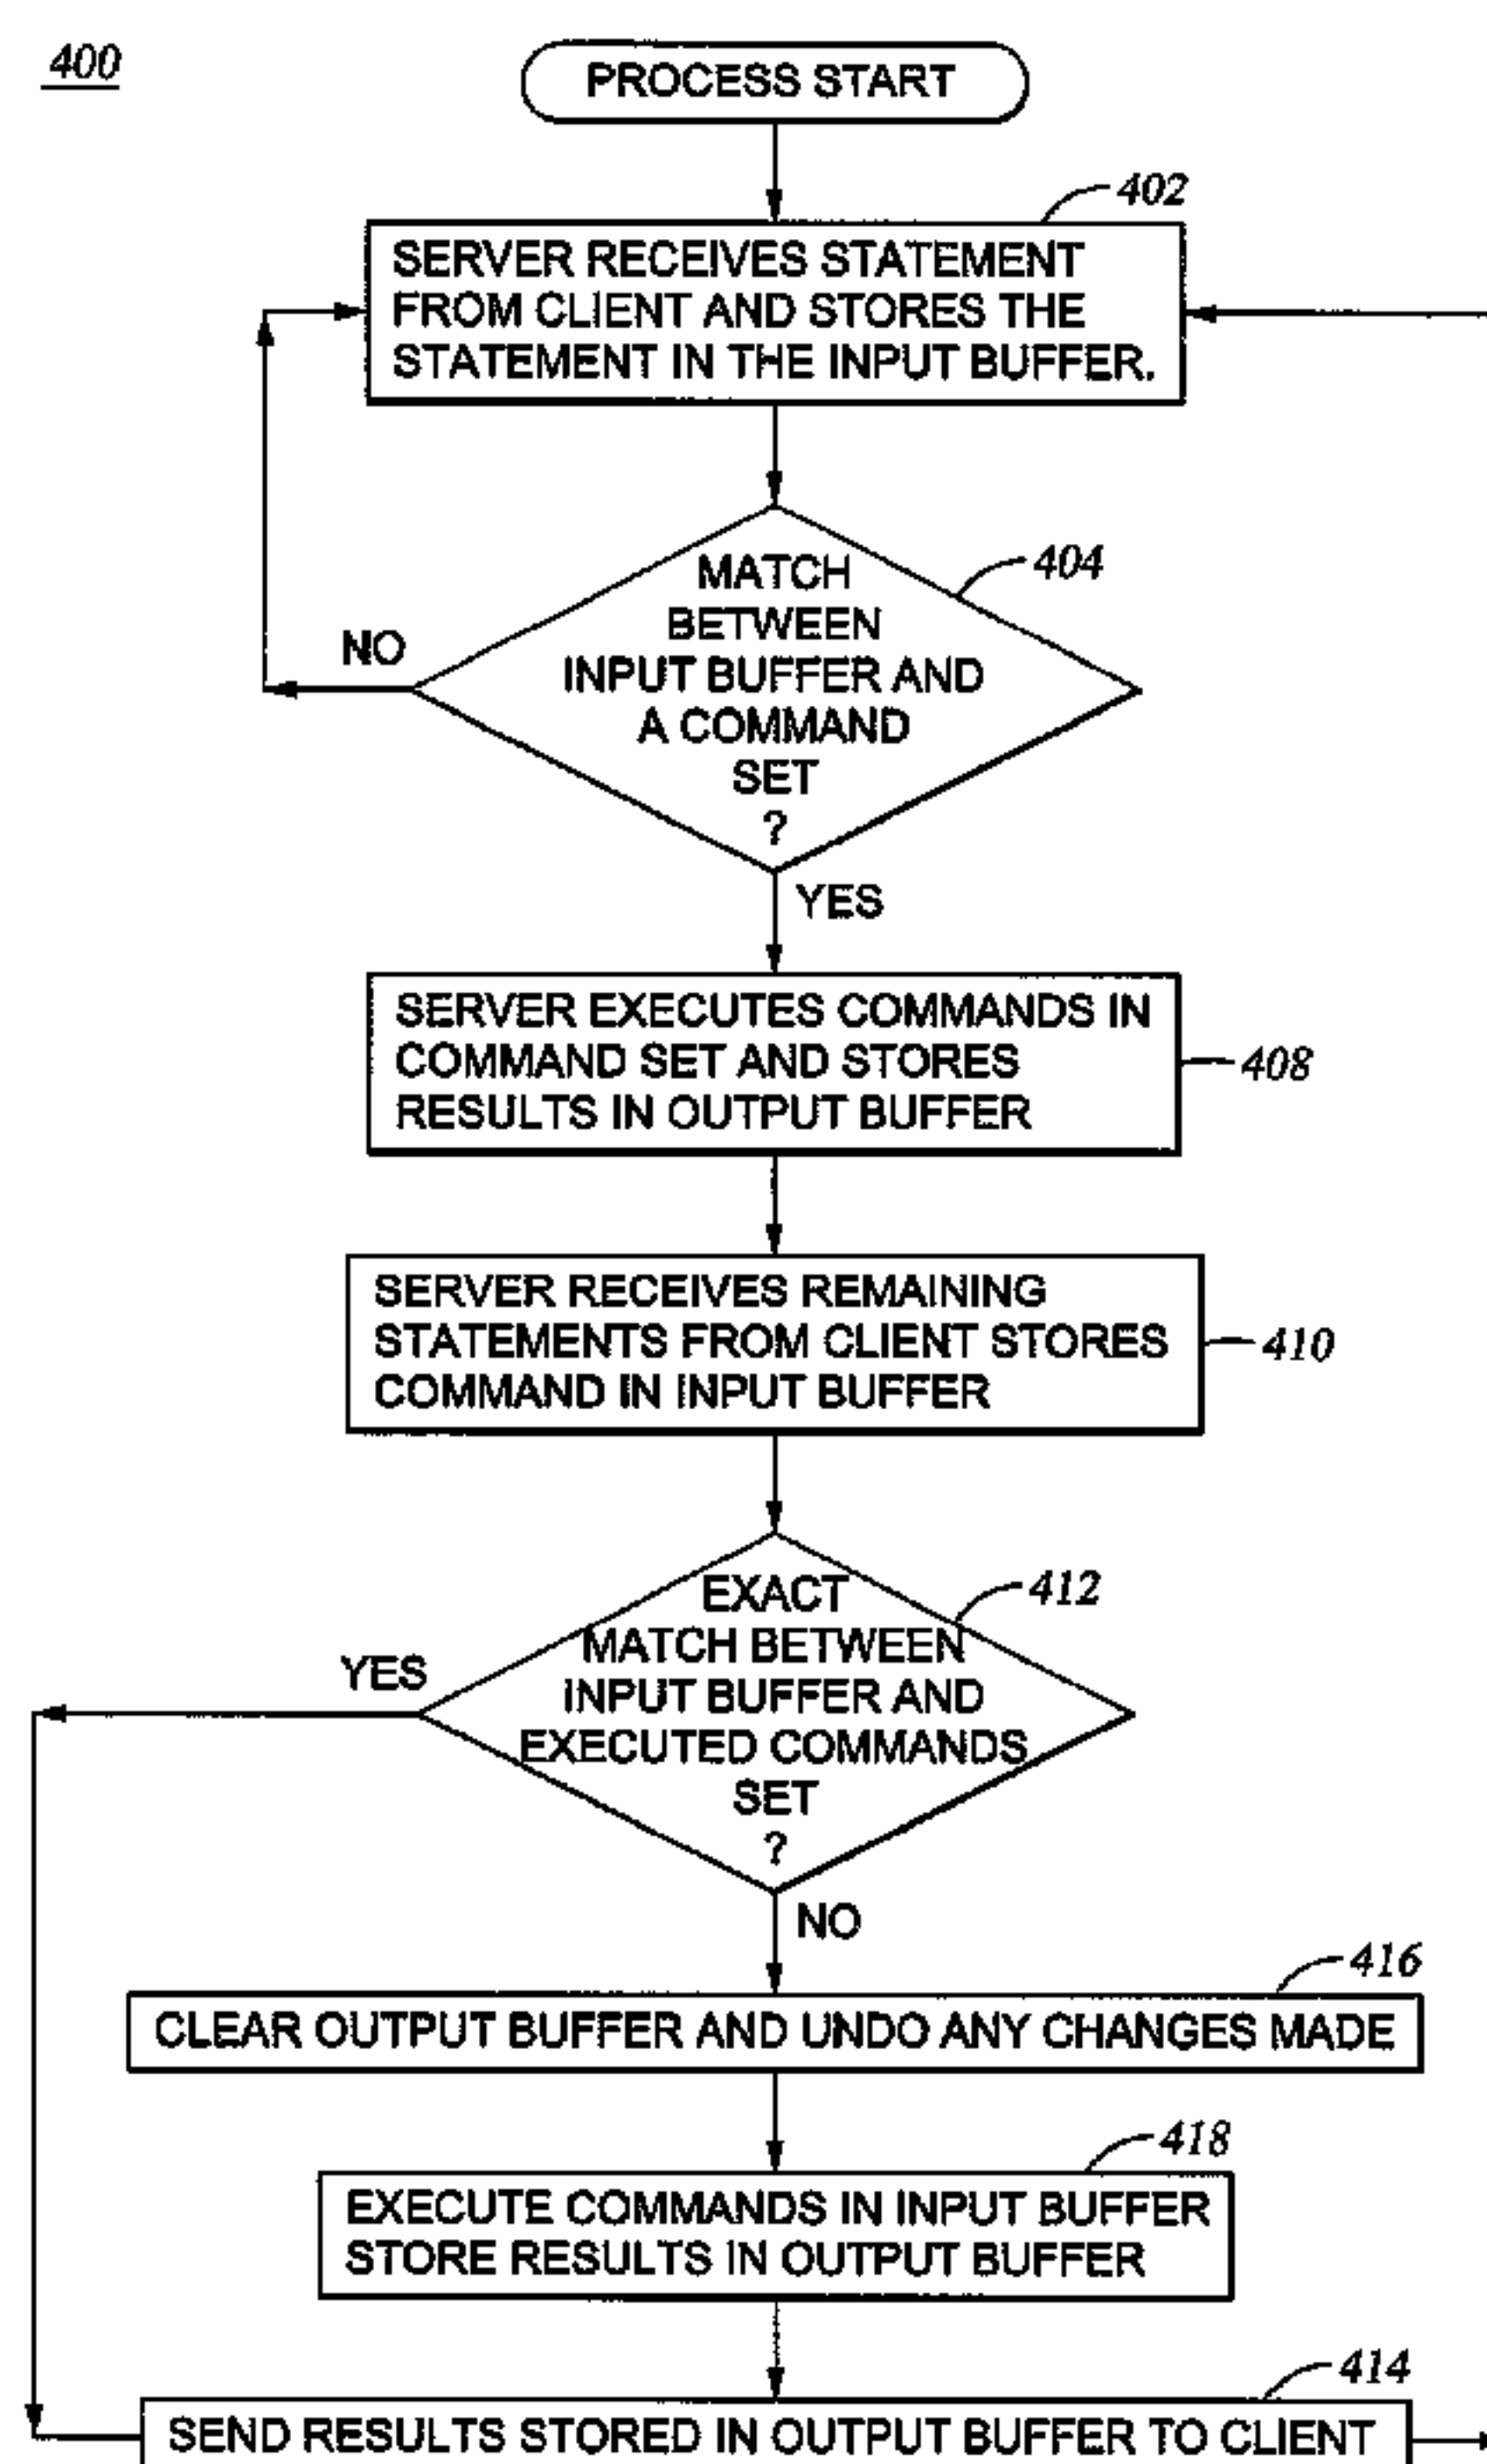 400
PROCESS START
402
SERVER RECEIVES STATEMENT
FROM CLIENT AND STORES THE
STATEMENT IN THE INPUT BUFFER.
404
MATCH
BETWEEN
INPUT BUFFER AND
A COMMAND
SET
?
NO
YES
SERVER EXECUTES COMMANDS IN
COMMAND SET AND STORES
RESULTS IN OUTPUT BUFFER
408
SERVER RECEIVES REMAINING
STATEMENTS FROM CLIENT STORES
COMMAND IN INPUT BUFFER
410
412
EXACT
MATCH BETWEEN
INPUT BUFFER AND
EXECUTED COMMANDS
SET
?
YES
NO
416
CLEAR OUTPUT BUFFER AND UNDO ANY CHANGES MADE
418
EXECUTE COMMANDS IN INPUT BUFFER
STORE RESULTS IN OUTPUT BUFFER
414
SEND RESULTS STORED IN OUTPUT BUFFER TO CLIENT